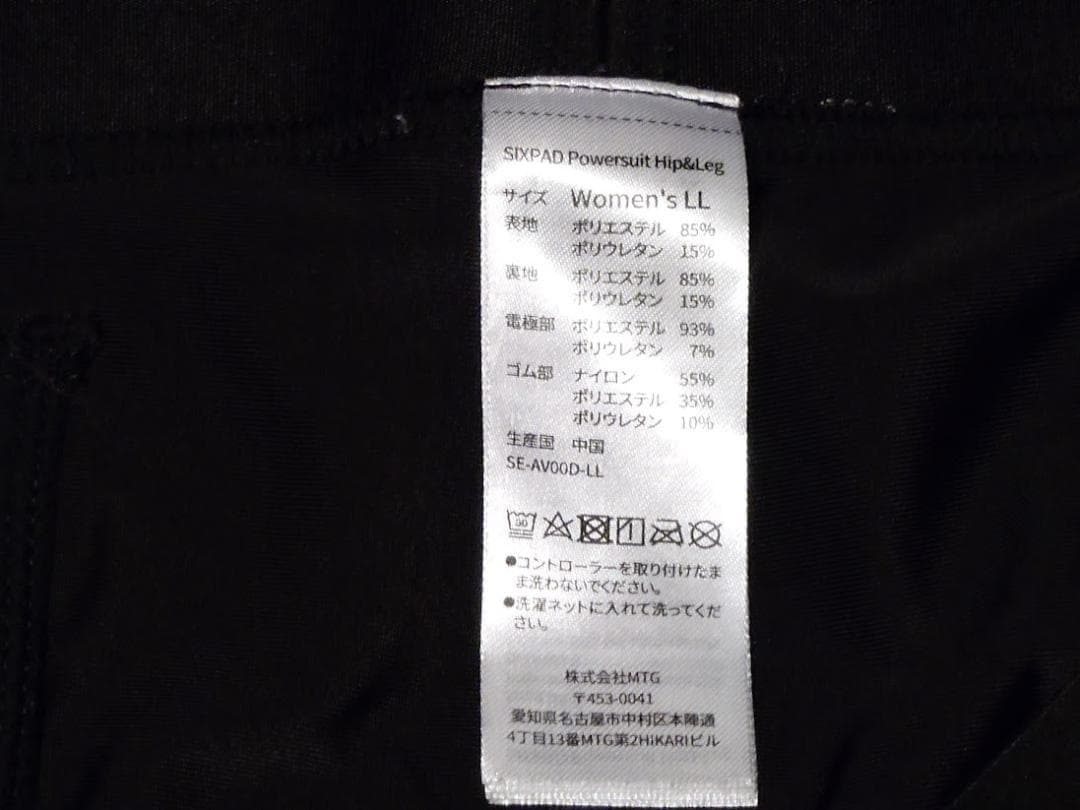 SIXPAD Powersuit Hip&Leg
サイズ Women's LL
表地 ポリエステル 85%
ポリウレタン 15%
裏地 ポリエステル 85%
ポリウレタン 15%
電極部 ポリエステル 93%
ポリウレタン 7%
ゴム部 ナイロン 55%
ポリエステル 35%
ポリウレタン 10%
生産国 中国
SE-AV00D-LL
30
●コントローラーを取り付けたま
ま洗わないでください。
●洗濯ネットに入れて洗ってくだ
さい。
株式会社MTG
〒453-0041
愛知県名古屋市中村区本陣通
4丁目13番MTG第2HiKARIビル